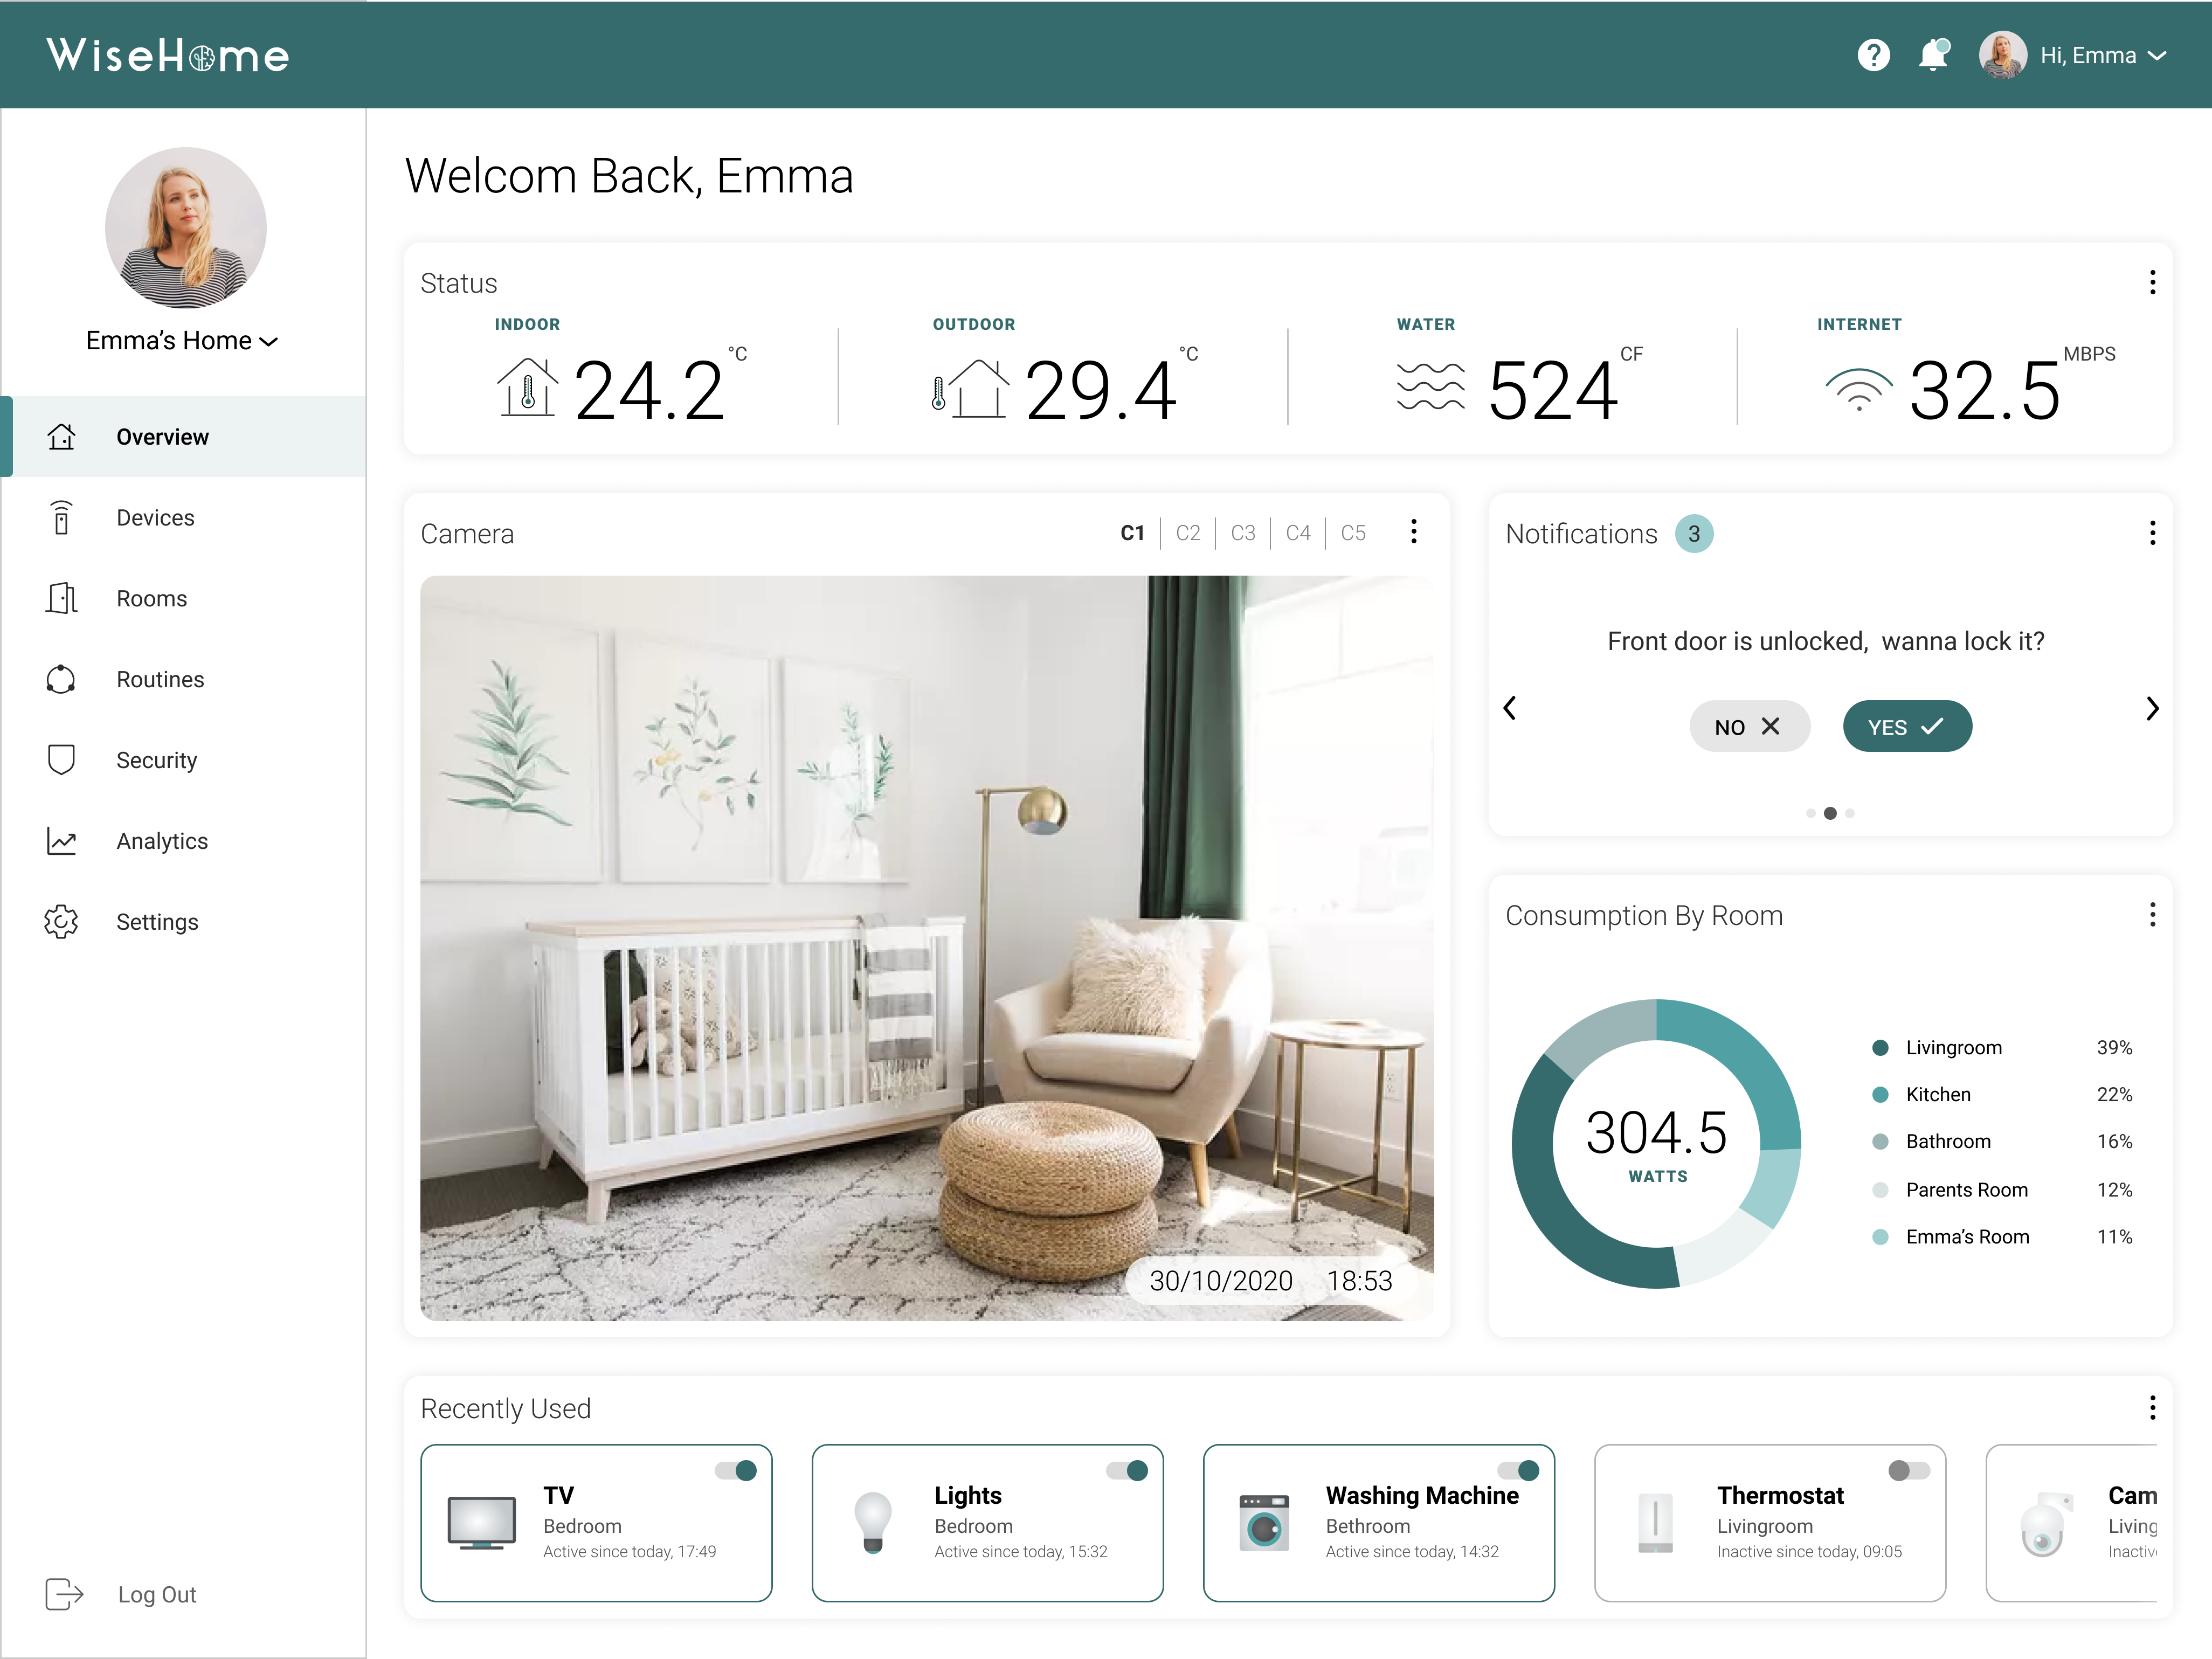 WiseHome
? Hi, Emma
Emma’s Home
Overview
Devices
Rooms
Routines
Security
Analytics
Settings
Log Out
Welcom Back, Emma
Status
INDOOR
24.2 °C
OUTDOOR
29.4 °C
WATER
524 CF
INTERNET
32.5 MBPS
Camera
C1 C2 C3 C4 C5
30/10/2020 18:53
Notifications 3
Front door is unlocked, wanna lock it?
NO YES
Consumption By Room
304.5
WATTS
Livingroom 39%
Kitchen 22%
Bathroom 16%
Parents Room 12%
Emma’s Room 11%
Recently Used
TV
Bedroom
Active since today, 17:49
Lights
Bedroom
Active since today, 15:32
Washing Machine
Bethroom
Active since today, 14:32
Thermostat
Livingroom
Inactive since today, 09:05
Cam
Living
Inactiv